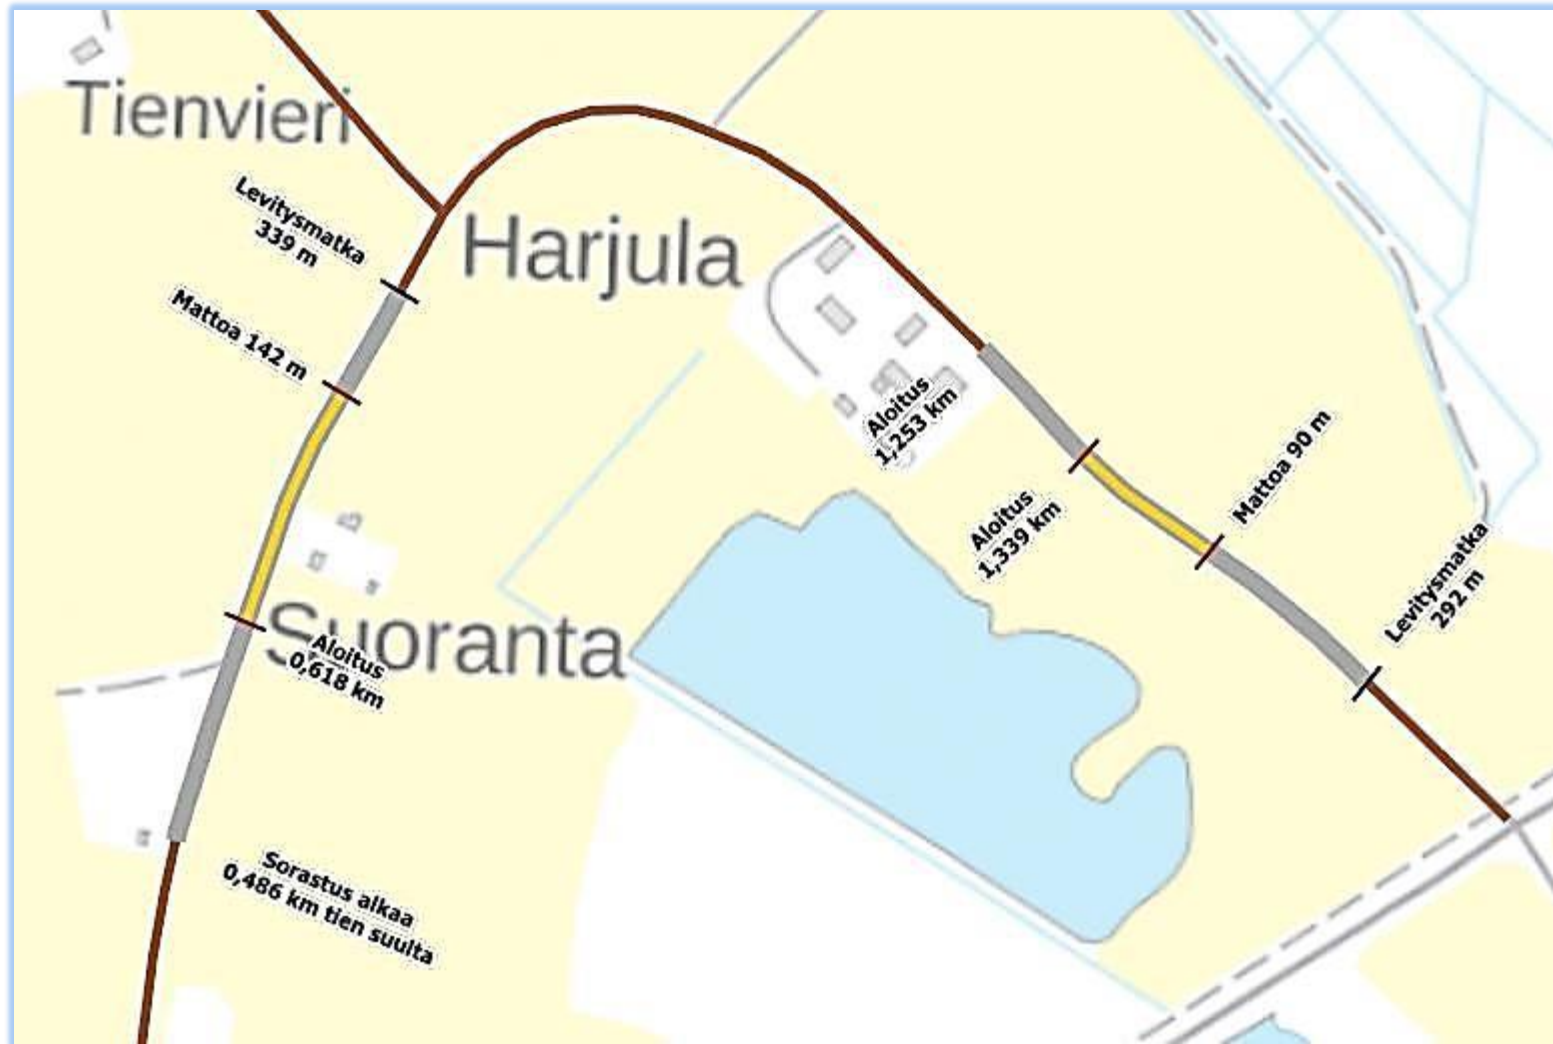 Tienvieri
Levitysmatka
339 m
Harjula
Mattoa 142 m
Aloitus
1,253 km
Mattoa 90 m
Aloitus
1,339 km
Levitysmatka
292 m
Suoranta
Aloitus
0,618 km
Sorastus alkaa
0,486 km tien suulta